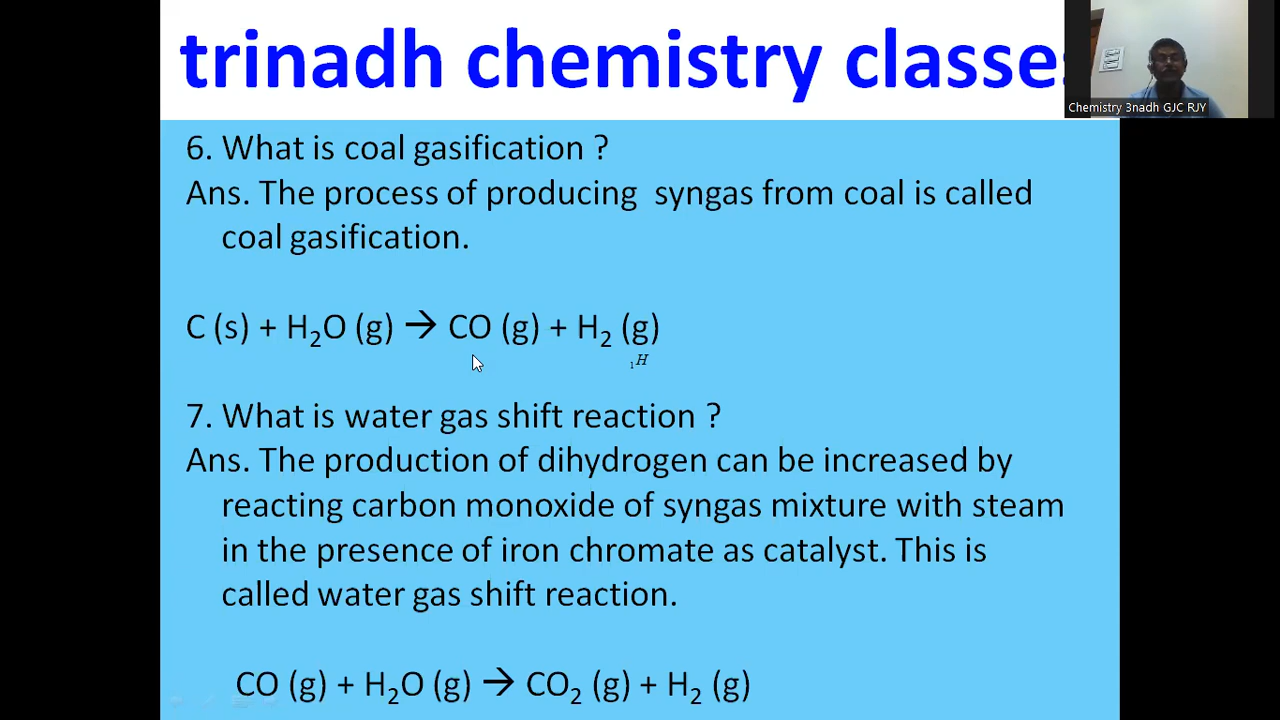 trinadh chemistry classes
Chemistry 3nadh GJC RJY
6. What is coal gasification ?
Ans. The process of producing syngas from coal is called
coal gasification.
C (s) + H₂O (g) → CO (g) + H₂ (g)
₁H
7. What is water gas shift reaction ?
Ans. The production of dihydrogen can be increased by
reacting carbon monoxide of syngas mixture with steam
in the presence of iron chromate as catalyst. This is
called water gas shift reaction.
CO (g) + H₂O (g) → CO₂ (g) + H₂ (g)